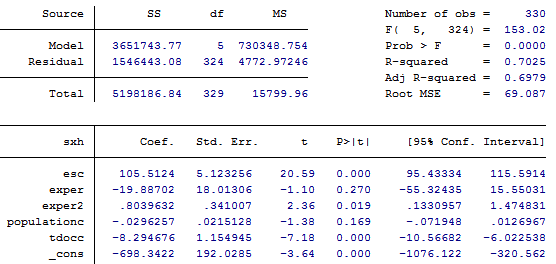 Source | SS df MS Number of obs = 330
F( 5, 324) = 153.02
Model | 3651743.77 5 730348.754 Prob > F = 0.0000
Residual | 1546443.08 324 4772.97246 R-squared = 0.7025
Adj R-squared = 0.6979
Total | 5198186.84 329 15799.96 Root MSE = 69.087
sxh | Coef. Std. Err. t P>|t| [95% Conf. Interval]
esc | 105.5124 5.123256 20.59 0.000 95.43334 115.5914
exper | -19.88702 18.01306 -1.10 0.270 -55.32435 15.55031
exper2 | .8039632 .341007 2.36 0.019 .1330957 1.474831
populationc | -.0296257 .0215128 -1.38 0.169 -.071948 .0126967
tdocc | -8.294676 1.154945 -7.18 0.000 -10.56682 -6.022538
_cons | -698.3422 192.0285 -3.64 0.000 -1076.122 -320.562